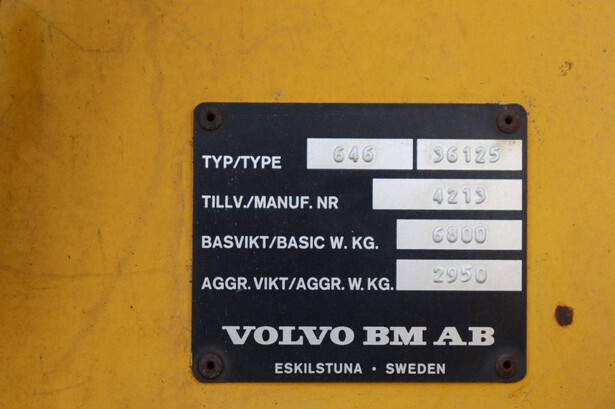 TYP/TYPE 646 36125
TILLV./MANUF. NR 4213
BASVIKT/BASIC W. KG. 6800
AGGR. VIKT/AGGR. W. KG. 2950
VOLVO BM AB
ESKILSTUNA · SWEDEN